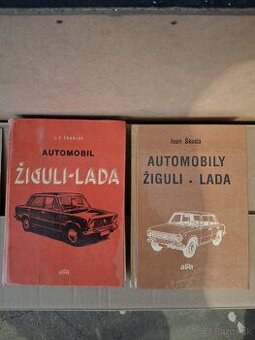 AUTOMOBIL
ŽIGULI-LADA
alfa
Ivan Škoda
AUTOMOBILY
ŽIGULI • LADA
alfa